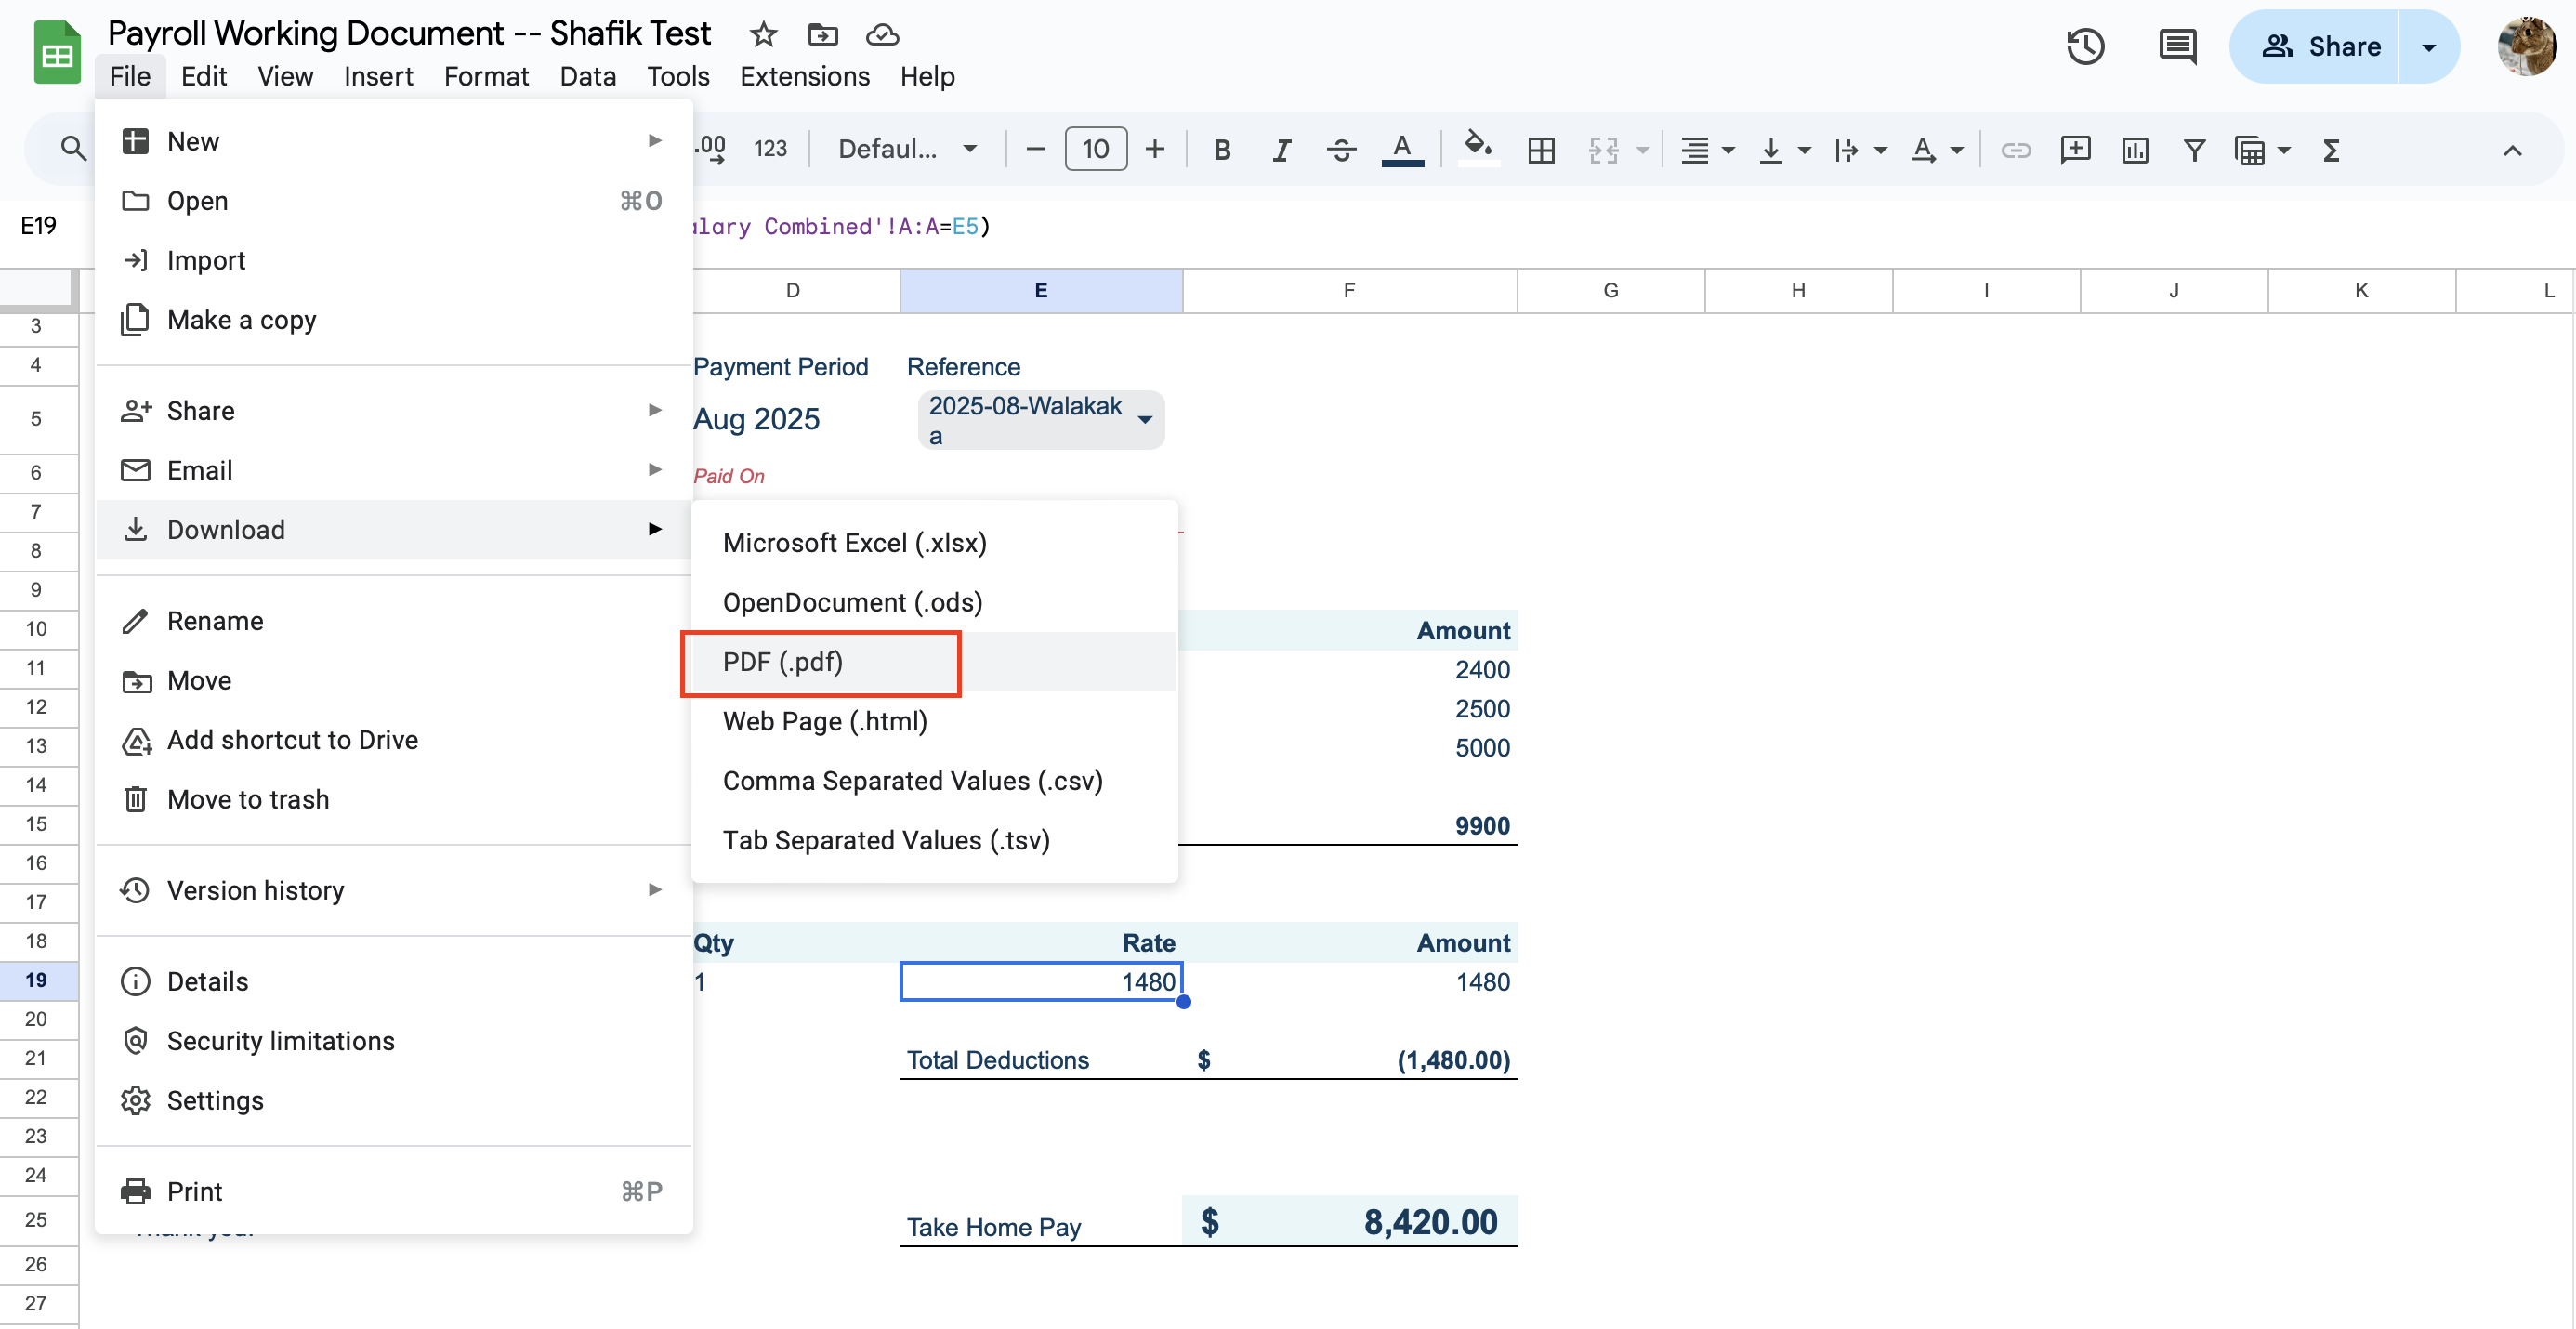 Payroll Working Document -- Shafik Test
File Edit View Insert Format Data Tools Extensions Help
Share
.00 123 Defaul... 10 B I S A
E19
alary Combined'!A:A=E5)
D E F G H I J K L
New
Open ⌘O
Import
Make a copy
Share
Email
Download
Rename
Move
Add shortcut to Drive
Move to trash
Version history
Details
Security limitations
Settings
Print ⌘P
Microsoft Excel (.xlsx)
OpenDocument (.ods)
PDF (.pdf)
Web Page (.html)
Comma Separated Values (.csv)
Tab Separated Values (.tsv)
3
4 Payment Period Reference
5 Aug 2025 2025-08-Walakak
a
6 Paid On
7
8
9
10 Amount
11 2400
12 2500
13 5000
14
15 9900
16
17
18 Qty Rate Amount
19 1 1480 1480
20
21 Total Deductions $ (1,480.00)
22
23
24
25 Take Home Pay $ 8,420.00
26
27